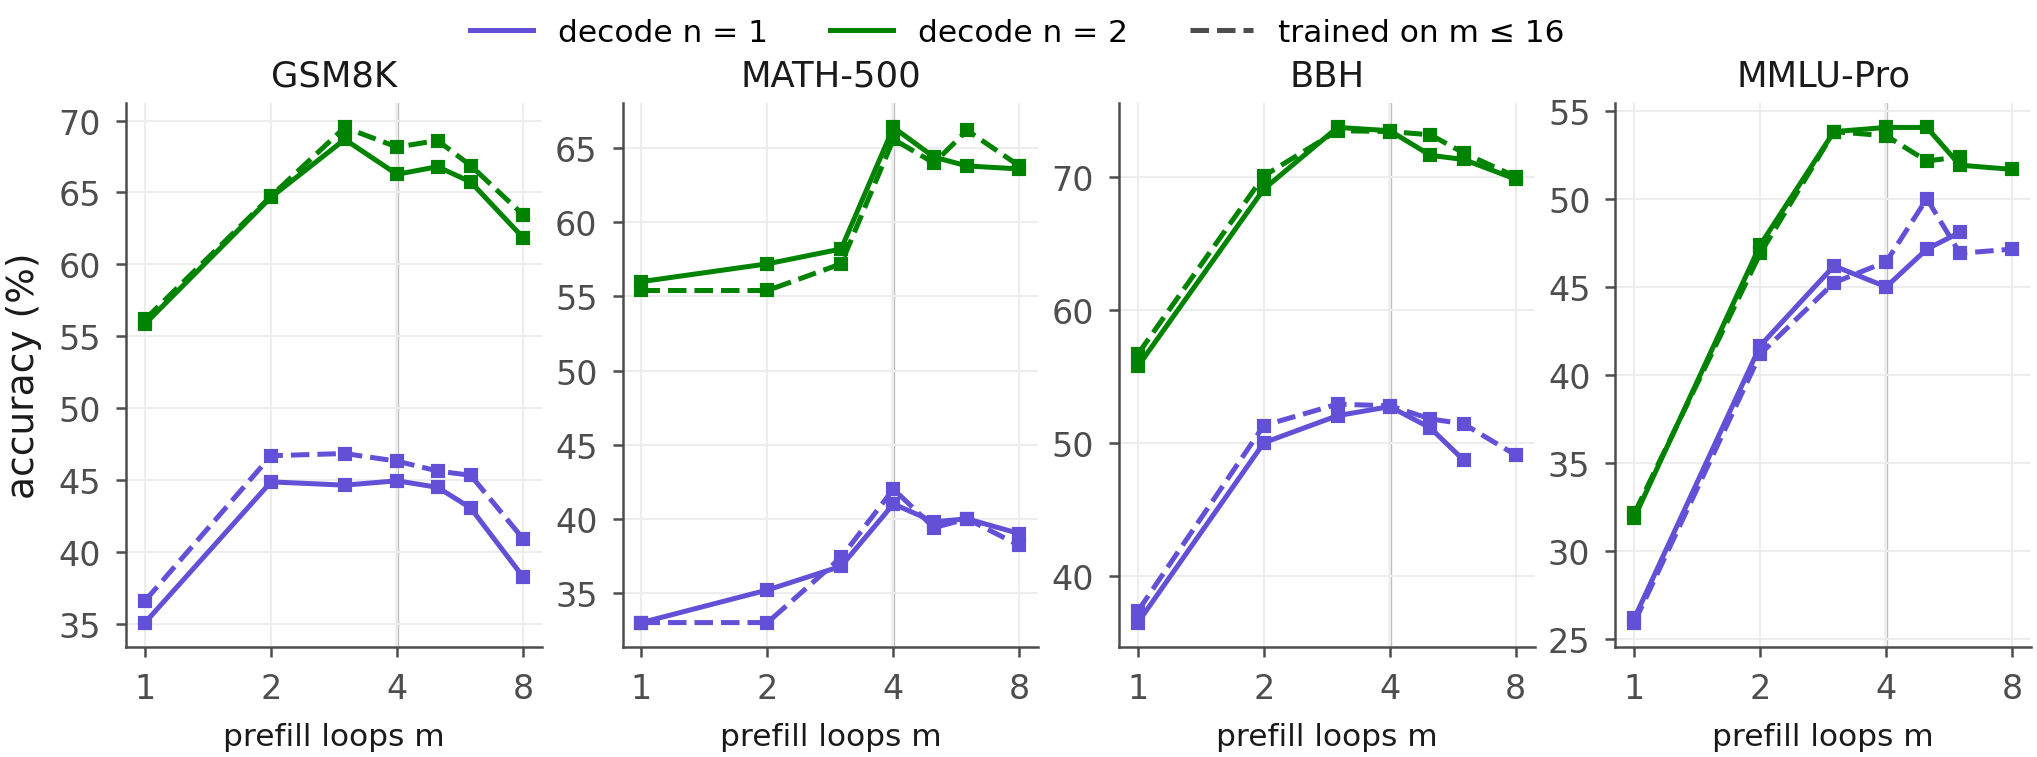 decode n = 1 decode n = 2 trained on m ≤ 16
GSM8K MATH-500 BBH MMLU-Pro
accuracy (%)
70
65
60
55
50
45
40
35
1 2 4 8
prefill loops m
65
60
55
50
45
40
35
1 2 4 8
prefill loops m
70
60
50
40
1 2 4 8
prefill loops m
55
50
45
40
35
30
25
1 2 4 8
prefill loops m